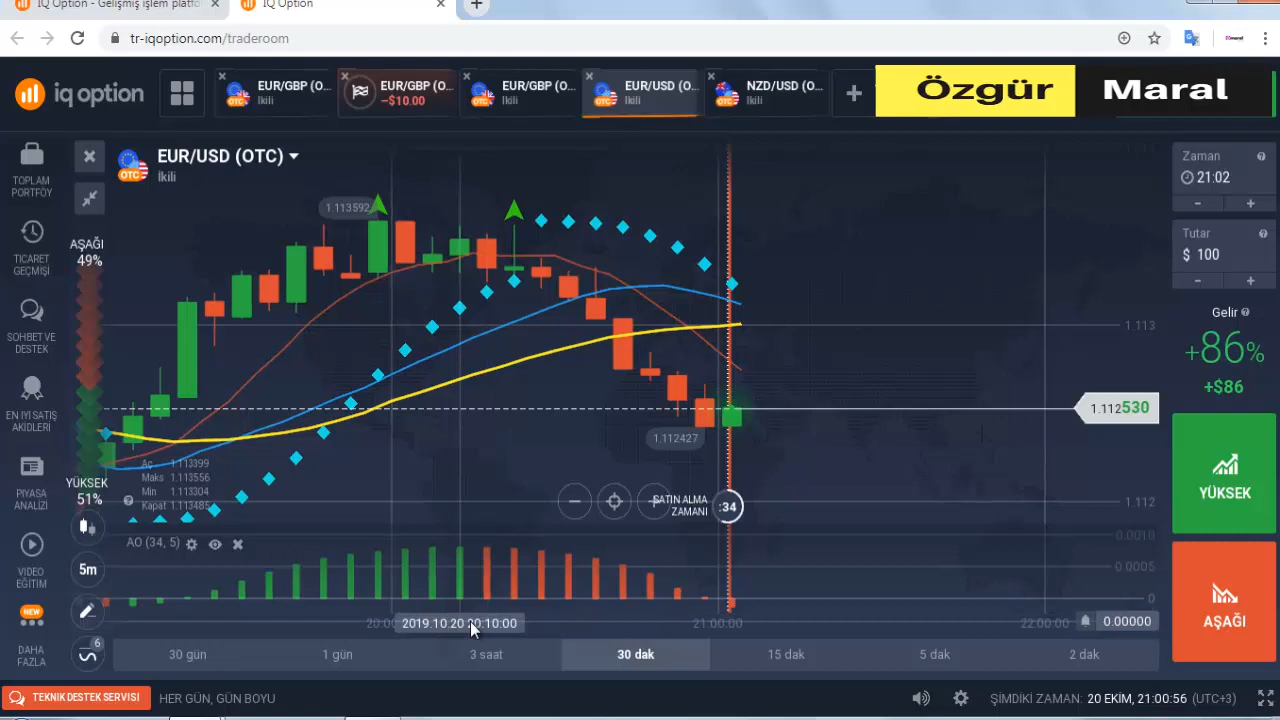 IQ Option - Gelişmiş işlem platfo
IQ Option
tr-iqoption.com/traderoom
iq option
EUR/GBP (O...
İkili
EUR/GBP (O...
−$10.00
EUR/GBP (O...
İkili
EUR/USD (O...
İkili
NZD/USD (O...
İkili
Özgür
Maral
TOPLAM
PORTFÖY
TİCARET
GEÇMİŞİ
SOHBET VE
DESTEK
EN İYİ SATIŞ
AKİDLERİ
PİYASA
ANALİZİ
VİDEO
EĞİTİM
NEW
DAHA
FAZLA
EUR/USD (OTC)
OTC
İkili
AŞAĞI
49%
YÜKSEK
51%
1.113592
1.112427
Aç 1.113399
Maks 1.113556
Min 1.113304
Kapat 1.113485
SATIN ALMA
ZAMANI
:34
1.113
1.112530
1.112
AO (34, 5)
0.0010
0.0005
0
5m
6
2019.10.20 20:10:00
21:00:00
22:00:00
0.00000
30 gün
1 gün
3 saat
30 dak
15 dak
5 dak
2 dak
Zaman
21:02
- +
Tutar
$ 100
- +
Gelir
+86%
+$86
YÜKSEK
AŞAĞI
TEKNIK DESTEK SERVISI
HER GÜN, GÜN BOYU
ŞİMDİKİ ZAMAN: 20 EKİM, 21:00:56 (UTC+3)